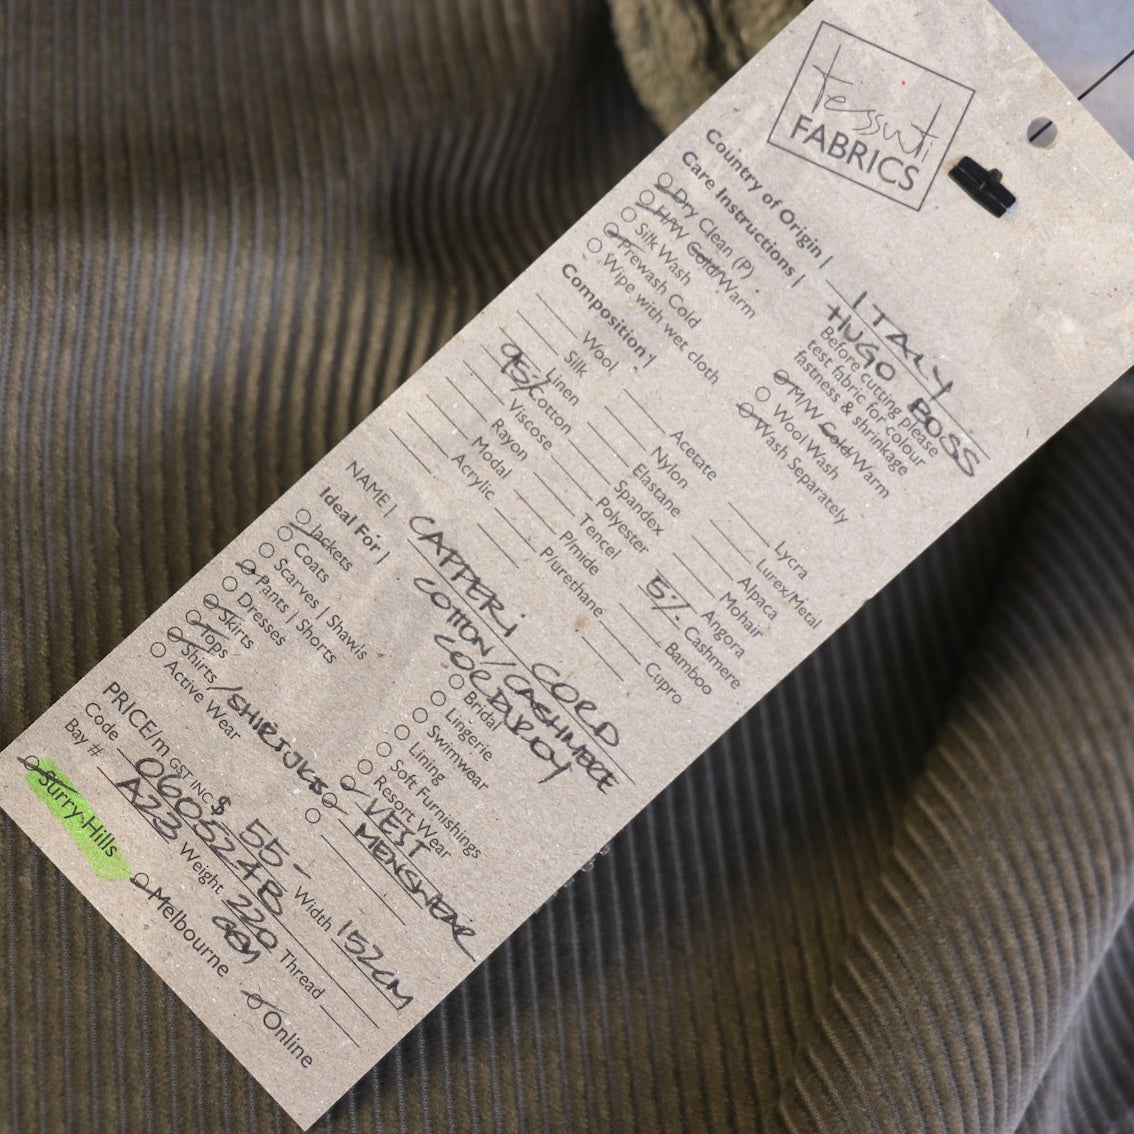 tessuti
FABRICS
Country of Origin | ITALY
HUGO BOSS
Care Instructions |
Before cutting please
test fabric for colour
fastness & shrinkage
Dry Clean (P)
H/W Cold/Warm
Silk Wash
Prewash Cold
Wipe with wet cloth
M/W Cold/Warm
Wool Wash
Wash Separately
Composition |
Wool
Silk
Linen
95% Cotton
Viscose
Rayon
Modal
Acrylic
Acetate
Nylon
Elastane
Spandex
Polyester
Tencel
P/mide
P/urethane
Lycra
Lurex/Metal
Alpaca
Mohair
Angora
5% Cashmere
Bamboo
Cupro
NAME | CAPPERI CORD
COTTON/CASHMERE
CORDUROY
Ideal For |
Jackets
Coats
Scarves | Shawls
Pants | Shorts
Dresses
Skirts
Tops
Shirts /SHIRTJKTS
Active Wear
Bridal
Lingerie
Swimwear
Lining
Soft Furnishings
Resort Wear
VEST
MENSWEAR
PRICE/m GST INC $ 55- Width 152CM
Code 060524B
Bay # A223 Weight 220 Thread
GSM
Surry Hills
Melbourne
Online